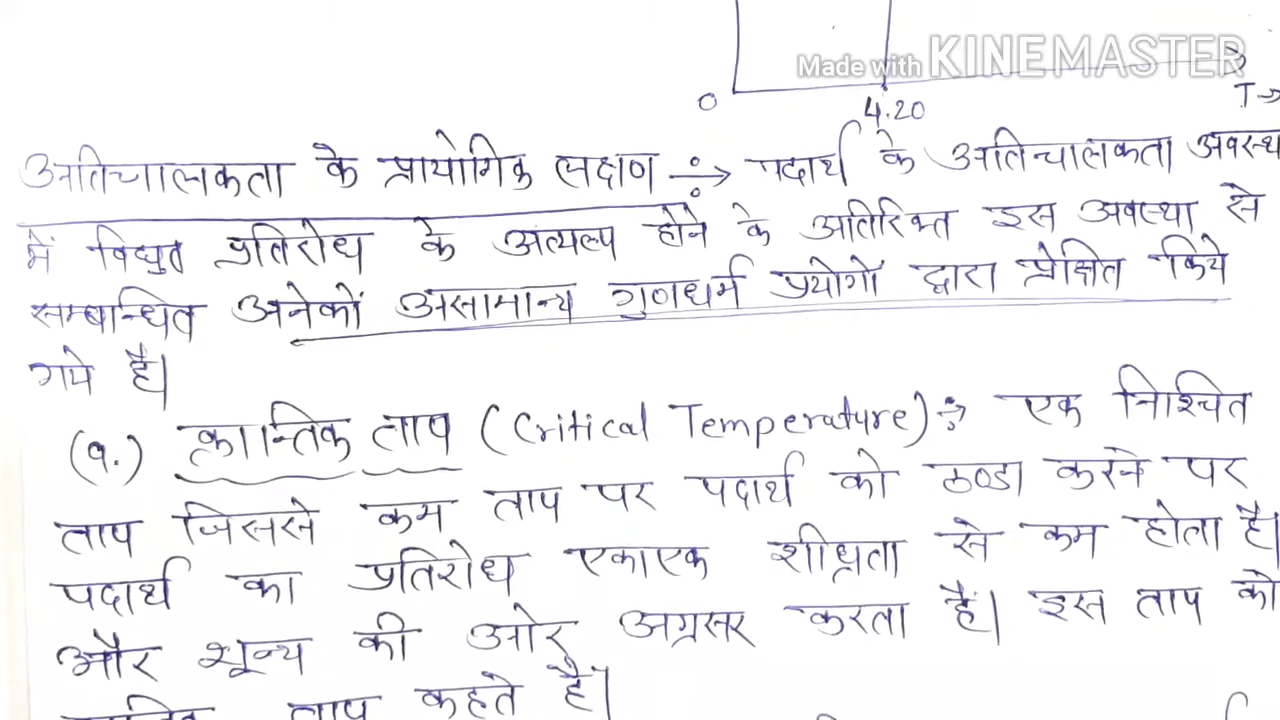 Made with KINEMASTER
0 4.20 T→
अतिचालकता के प्रायोगिक लक्षण ÷→ पदार्थ के अतिचालकता अवस्थ
में विद्युत प्रतिरोध के अत्यल्प होने के अतिरिक्त इस अवस्था से
सम्बन्धित अनेकों असामान्य गुणधर्म प्रयोगों द्वारा प्रेक्षित किये
गये है।
(१.) क्रान्तिक ताप (Critical Temperature) ÷→ एक निश्चित
ताप जिससे कम ताप पर पदार्थ को ठण्डा करने पर
पदार्थ का प्रतिरोध एकाएक शीघ्रता से कम होता है।
और शून्य की ओर अग्रसर करता है। इस ताप को
ताप कहते हैं।